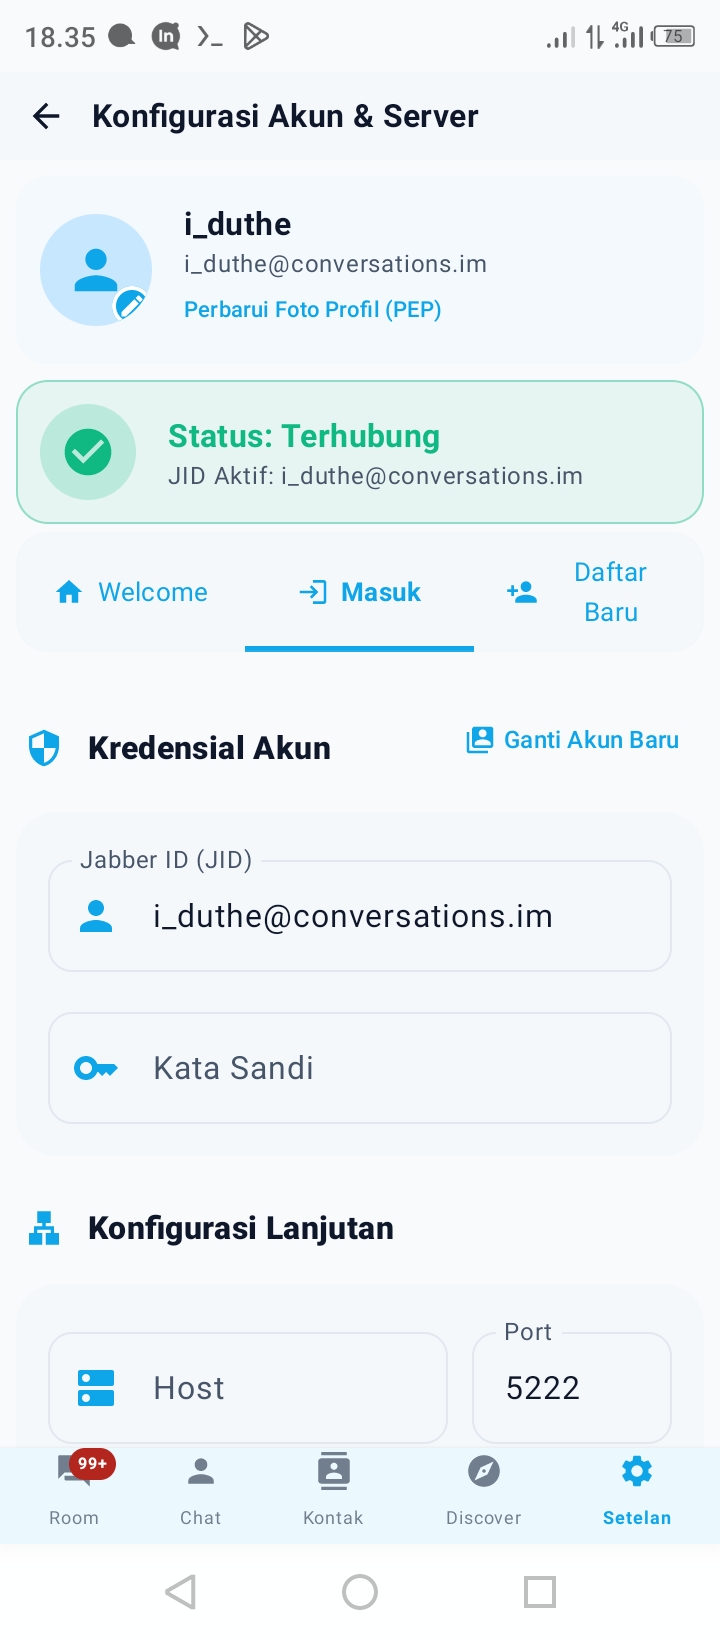 18.35
in
4G
75
Konfigurasi Akun & Server
i_duthe
i_duthe@conversations.im
Perbarui Foto Profil (PEP)
Status: Terhubung
JID Aktif: i_duthe@conversations.im
Welcome
Masuk
Daftar
Baru
Kredensial Akun
Ganti Akun Baru
Jabber ID (JID)
i_duthe@conversations.im
Kata Sandi
Konfigurasi Lanjutan
Host
Port
5222
99+
Room
Chat
Kontak
Discover
Setelan